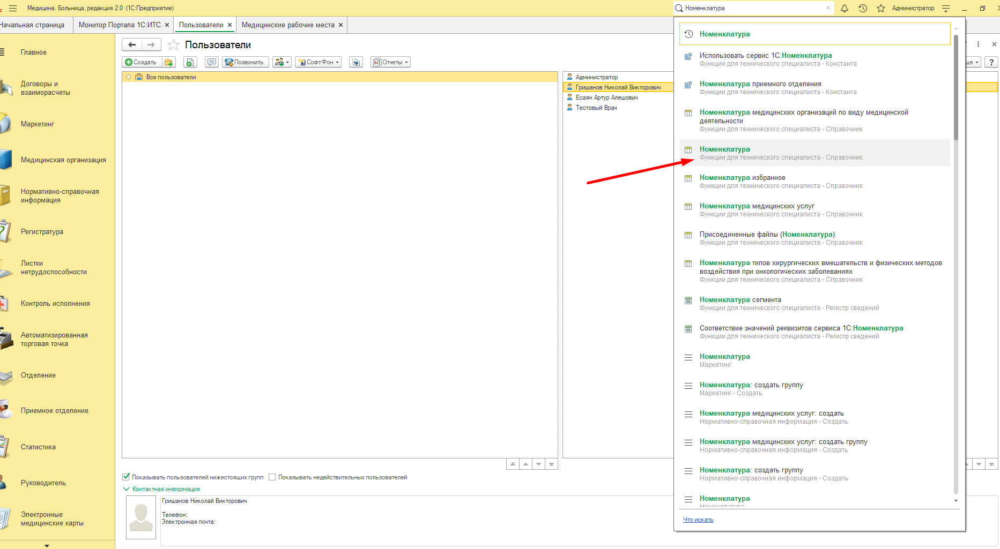 Медицина. Больница, редакция 2.0 (1С:Предприятие)
Номенклатура
Администратор
Начальная страница
Монитор Портала 1С:ИТС
Пользователи
Медицинские рабочие места
Главное
Договоры и
взаиморасчеты
Маркетинг
Медицинская организация
Нормативно-справочная
информация
Регистратура
Листки
нетрудоспособности
Контроль исполнения
Автоматизированная
торговая точка
Отделение
Приемное отделение
Статистика
Руководитель
Электронные
медицинские карты
Пользователи
Создать
Позвонить
СофтФон
Отчеты
ще
?
Все пользователи
Администратор
Гришанов Николай Викторович
Есаян Артур Алешович
Тестовый Врач
Показывать пользователей нижестоящих групп
Показывать недействительных пользователей
Контактная информация
Гришанов Николай Викторович
Телефон:
Электронная почта:
Номенклатура
Использовать сервис 1С:Номенклатура
Функции для технического специалиста - Константа
Номенклатура приемного отделения
Функции для технического специалиста - Константа
Номенклатура медицинских организаций по виду медицинской
деятельности
Функции для технического специалиста - Справочник
Номенклатура
Функции для технического специалиста - Справочник
Номенклатура избранное
Функции для технического специалиста - Справочник
Номенклатура медицинских услуг
Функции для технического специалиста - Справочник
Присоединенные файлы (Номенклатура)
Функции для технического специалиста - Справочник
Номенклатура типов хирургических вмешательств и физических методов
воздействия при онкологических заболеваниях
Функции для технического специалиста - Справочник
Номенклатура сегмента
Функции для технического специалиста - Регистр сведений
Соответствие значений реквизитов сервиса 1С:Номенклатура
Функции для технического специалиста - Регистр сведений
Номенклатура
Маркетинг
Номенклатура: создать группу
Маркетинг - Создать
Номенклатура медицинских услуг: создать
Нормативно-справочная информация - Создать
Номенклатура медицинских услуг: создать группу
Нормативно-справочная информация - Создать
Номенклатура: создать группу
Нормативно-справочная информация - Создать
Номенклатура
Номенклатура
Что искать